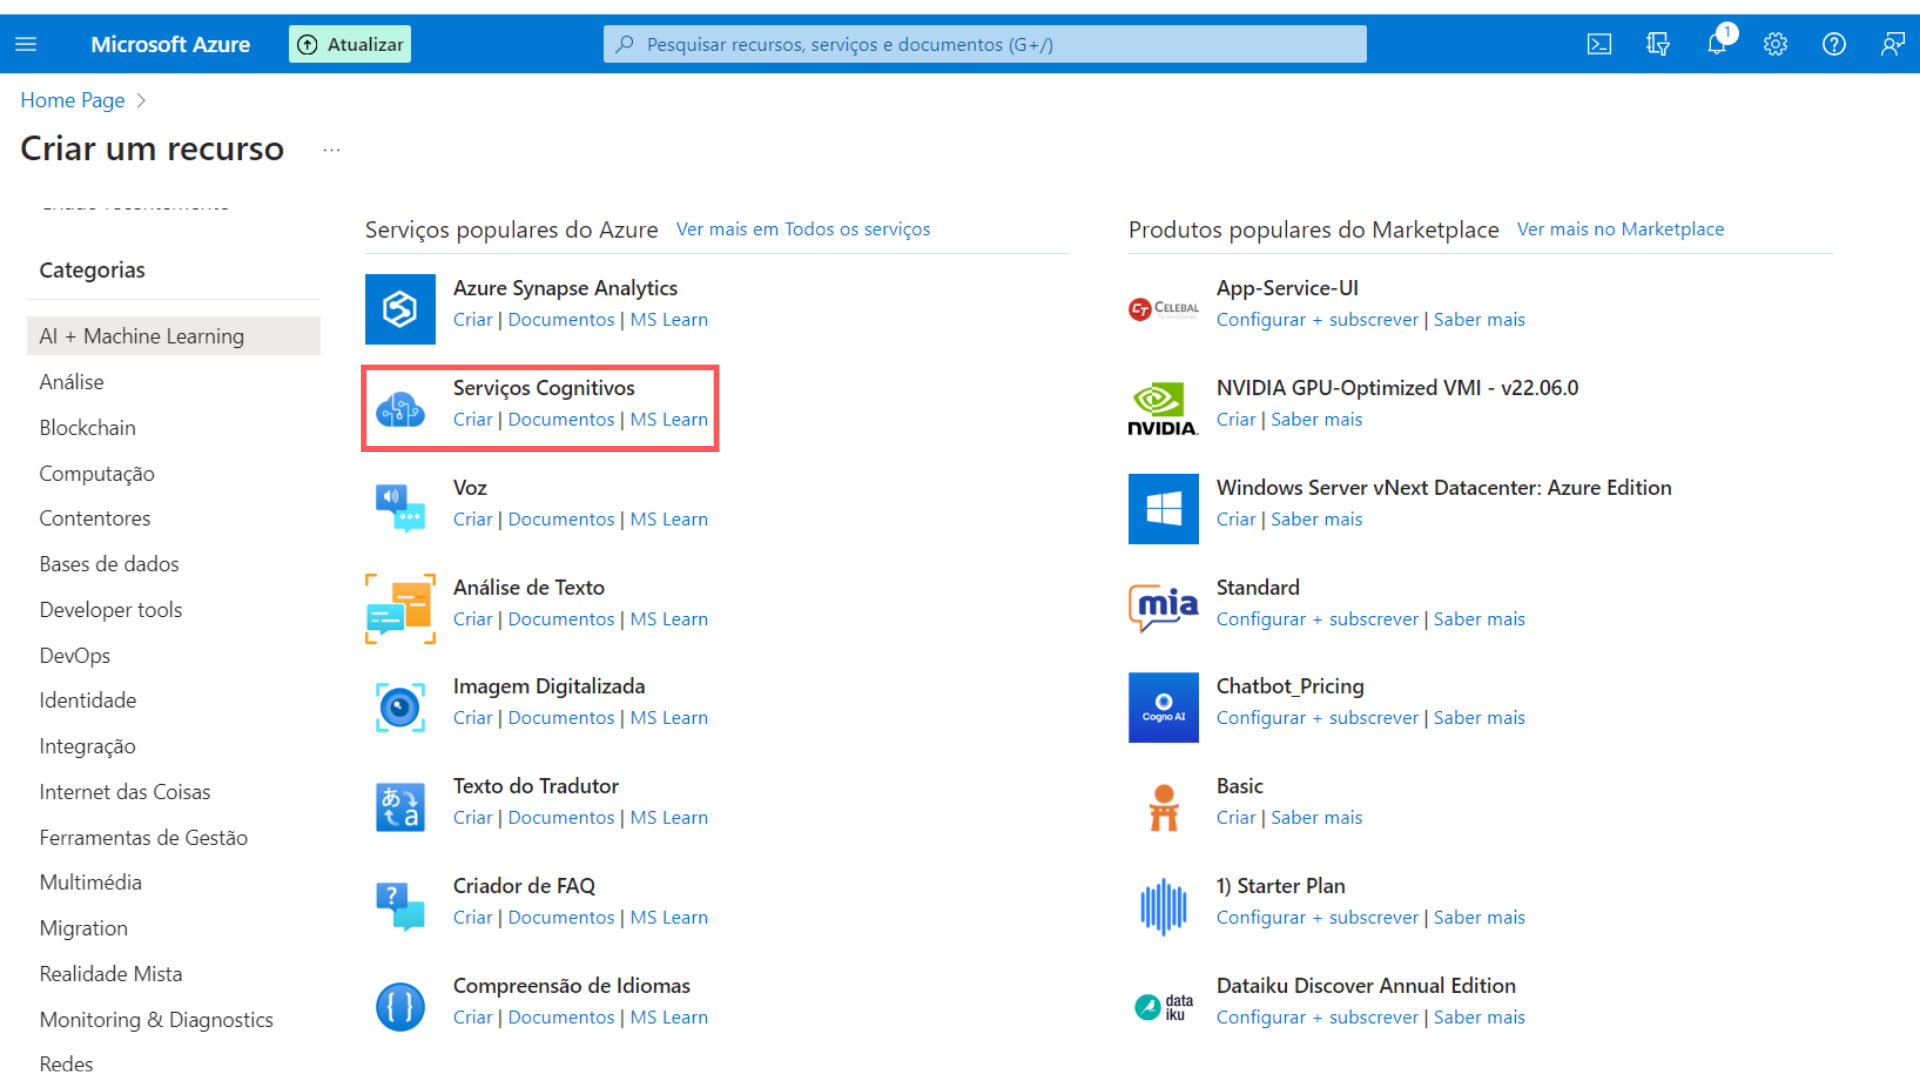 Microsoft Azure
Atualizar
Pesquisar recursos, serviços e documentos (G+/)
1
Home Page
Criar um recurso
...
Categorias
AI + Machine Learning
Análise
Blockchain
Computação
Contentores
Bases de dados
Developer tools
DevOps
Identidade
Integração
Internet das Coisas
Ferramentas de Gestão
Multimédia
Migration
Realidade Mista
Monitoring & Diagnostics
Redes
Serviços populares do Azure Ver mais em Todos os serviços
Azure Synapse Analytics
Criar | Documentos | MS Learn
Serviços Cognitivos
Criar | Documentos | MS Learn
Voz
Criar | Documentos | MS Learn
Análise de Texto
Criar | Documentos | MS Learn
Imagem Digitalizada
Criar | Documentos | MS Learn
あ
a
Texto do Tradutor
Criar | Documentos | MS Learn
?
Criador de FAQ
Criar | Documentos | MS Learn
{ }
Compreensão de Idiomas
Criar | Documentos | MS Learn
Produtos populares do Marketplace Ver mais no Marketplace
CT CELEBAL
App-Service-UI
Configurar + subscrever | Saber mais
NVIDIA.
NVIDIA GPU-Optimized VMI - v22.06.0
Criar | Saber mais
Windows Server vNext Datacenter: Azure Edition
Criar | Saber mais
mia
Standard
Configurar + subscrever | Saber mais
Cogno AI
Chatbot_Pricing
Configurar + subscrever | Saber mais
Basic
Criar | Saber mais
1) Starter Plan
Configurar + subscrever | Saber mais
data
iku
Dataiku Discover Annual Edition
Configurar + subscrever | Saber mais